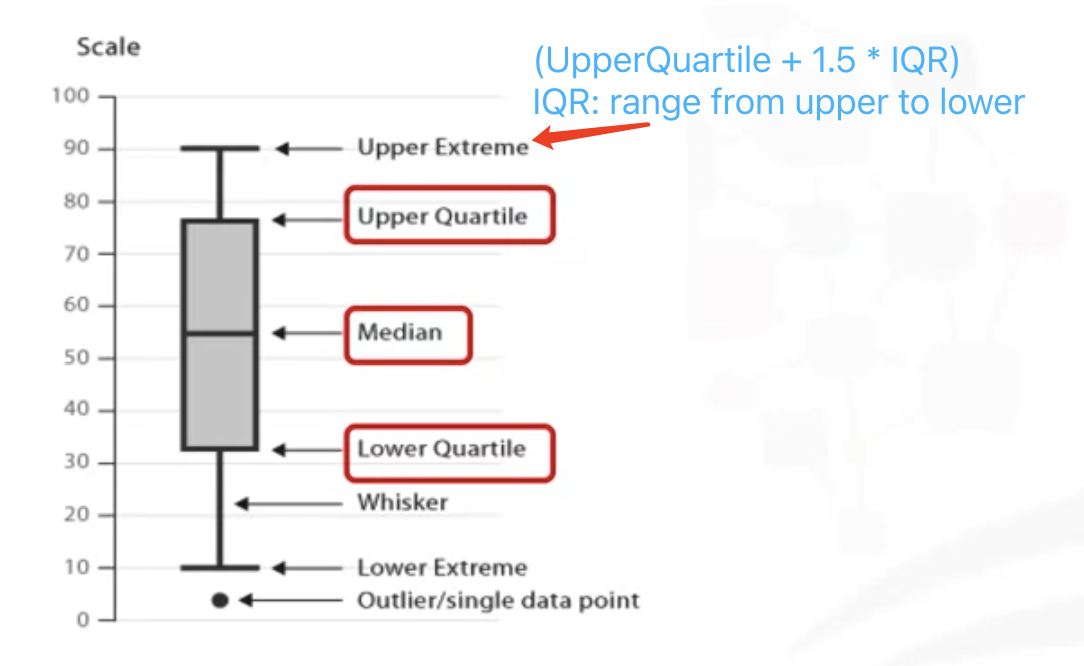 Scale
(UpperQuartile + 1.5 * IQR)
IQR: range from upper to lower
100
90
Upper Extreme
80
Upper Quartile
70
60
Median
50
40
Lower Quartile
30
Whisker
20
10
Lower Extreme
Outlier/single data point
0